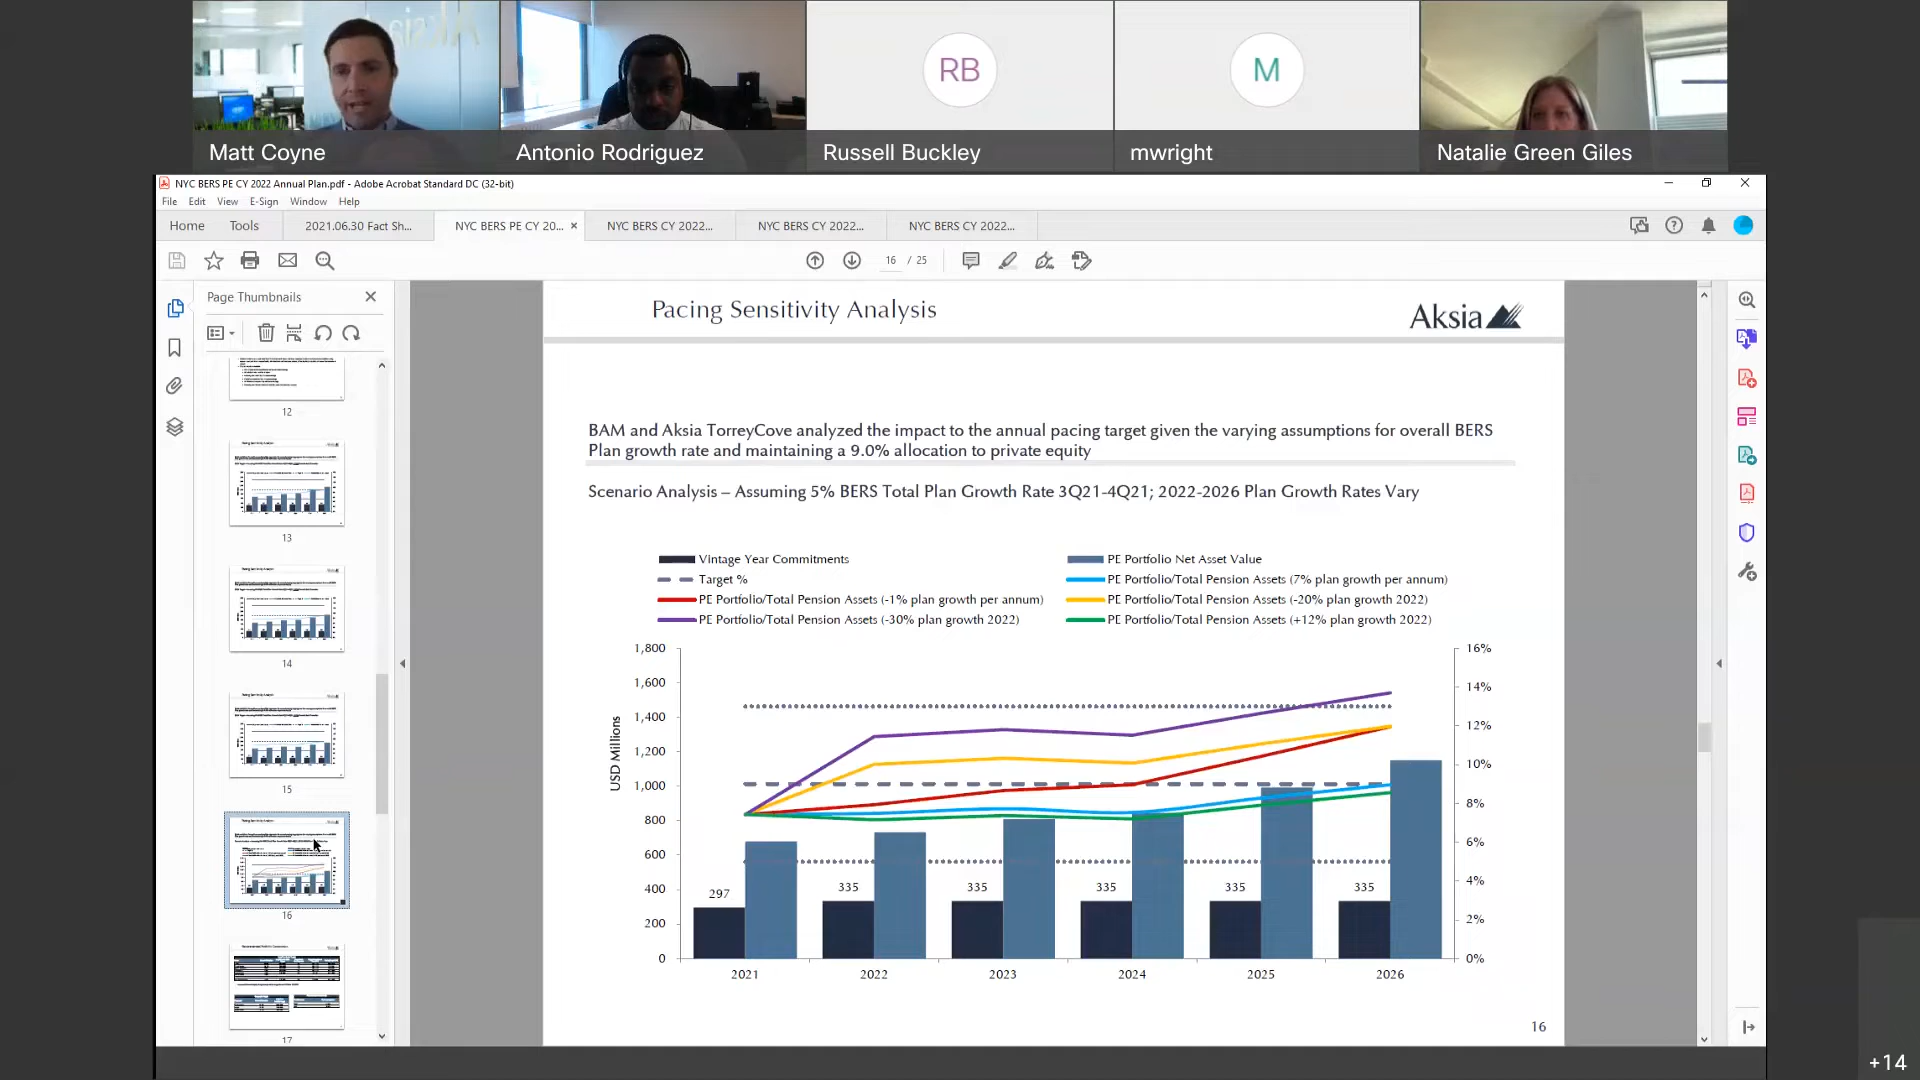 RB
M
Matt Coyne
Antonio Rodriguez
Russell Buckley
mwright
Natalie Green Giles
NYC BERS PE CY 2022 Annual Plan.pdf - Adobe Acrobat Standard DC (32-bit)
File Edit View E-Sign Window Help
Home Tools 2021.06.30 Fact Sh... NYC BERS PE CY 20... × NYC BERS CY 2022... NYC BERS CY 2022... NYC BERS CY 2022...
16 / 25
Page Thumbnails
12
13
14
15
16
17
Pacing Sensitivity Analysis
Aksia
BAM and Aksia TorreyCove analyzed the impact to the annual pacing target given the varying assumptions for overall BERS
Plan growth rate and maintaining a 9.0% allocation to private equity
Scenario Analysis – Assuming 5% BERS Total Plan Growth Rate 3Q21-4Q21; 2022-2026 Plan Growth Rates Vary
Vintage Year Commitments PE Portfolio Net Asset Value
Target % PE Portfolio/Total Pension Assets (7% plan growth per annum)
PE Portfolio/Total Pension Assets (-1% plan growth per annum) PE Portfolio/Total Pension Assets (-20% plan growth 2022)
PE Portfolio/Total Pension Assets (-30% plan growth 2022) PE Portfolio/Total Pension Assets (+12% plan growth 2022)
USD Millions
1,800
1,600
1,400
1,200
1,000
800
600
400
200
0
297 335 335 335 335 335
2021 2022 2023 2024 2025 2026
16%
14%
12%
10%
8%
6%
4%
2%
0%
16
+14